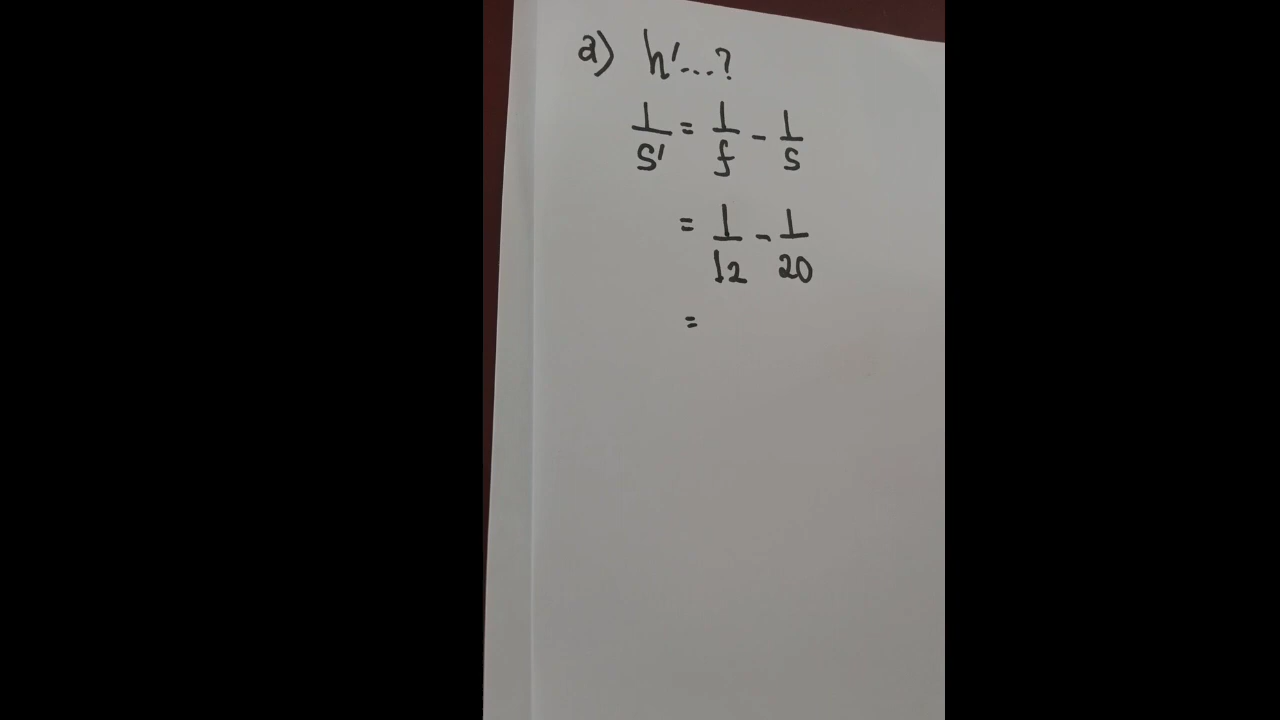 a) h'...?
1/s' = 1/f - 1/s
= 1/12 - 1/20
=